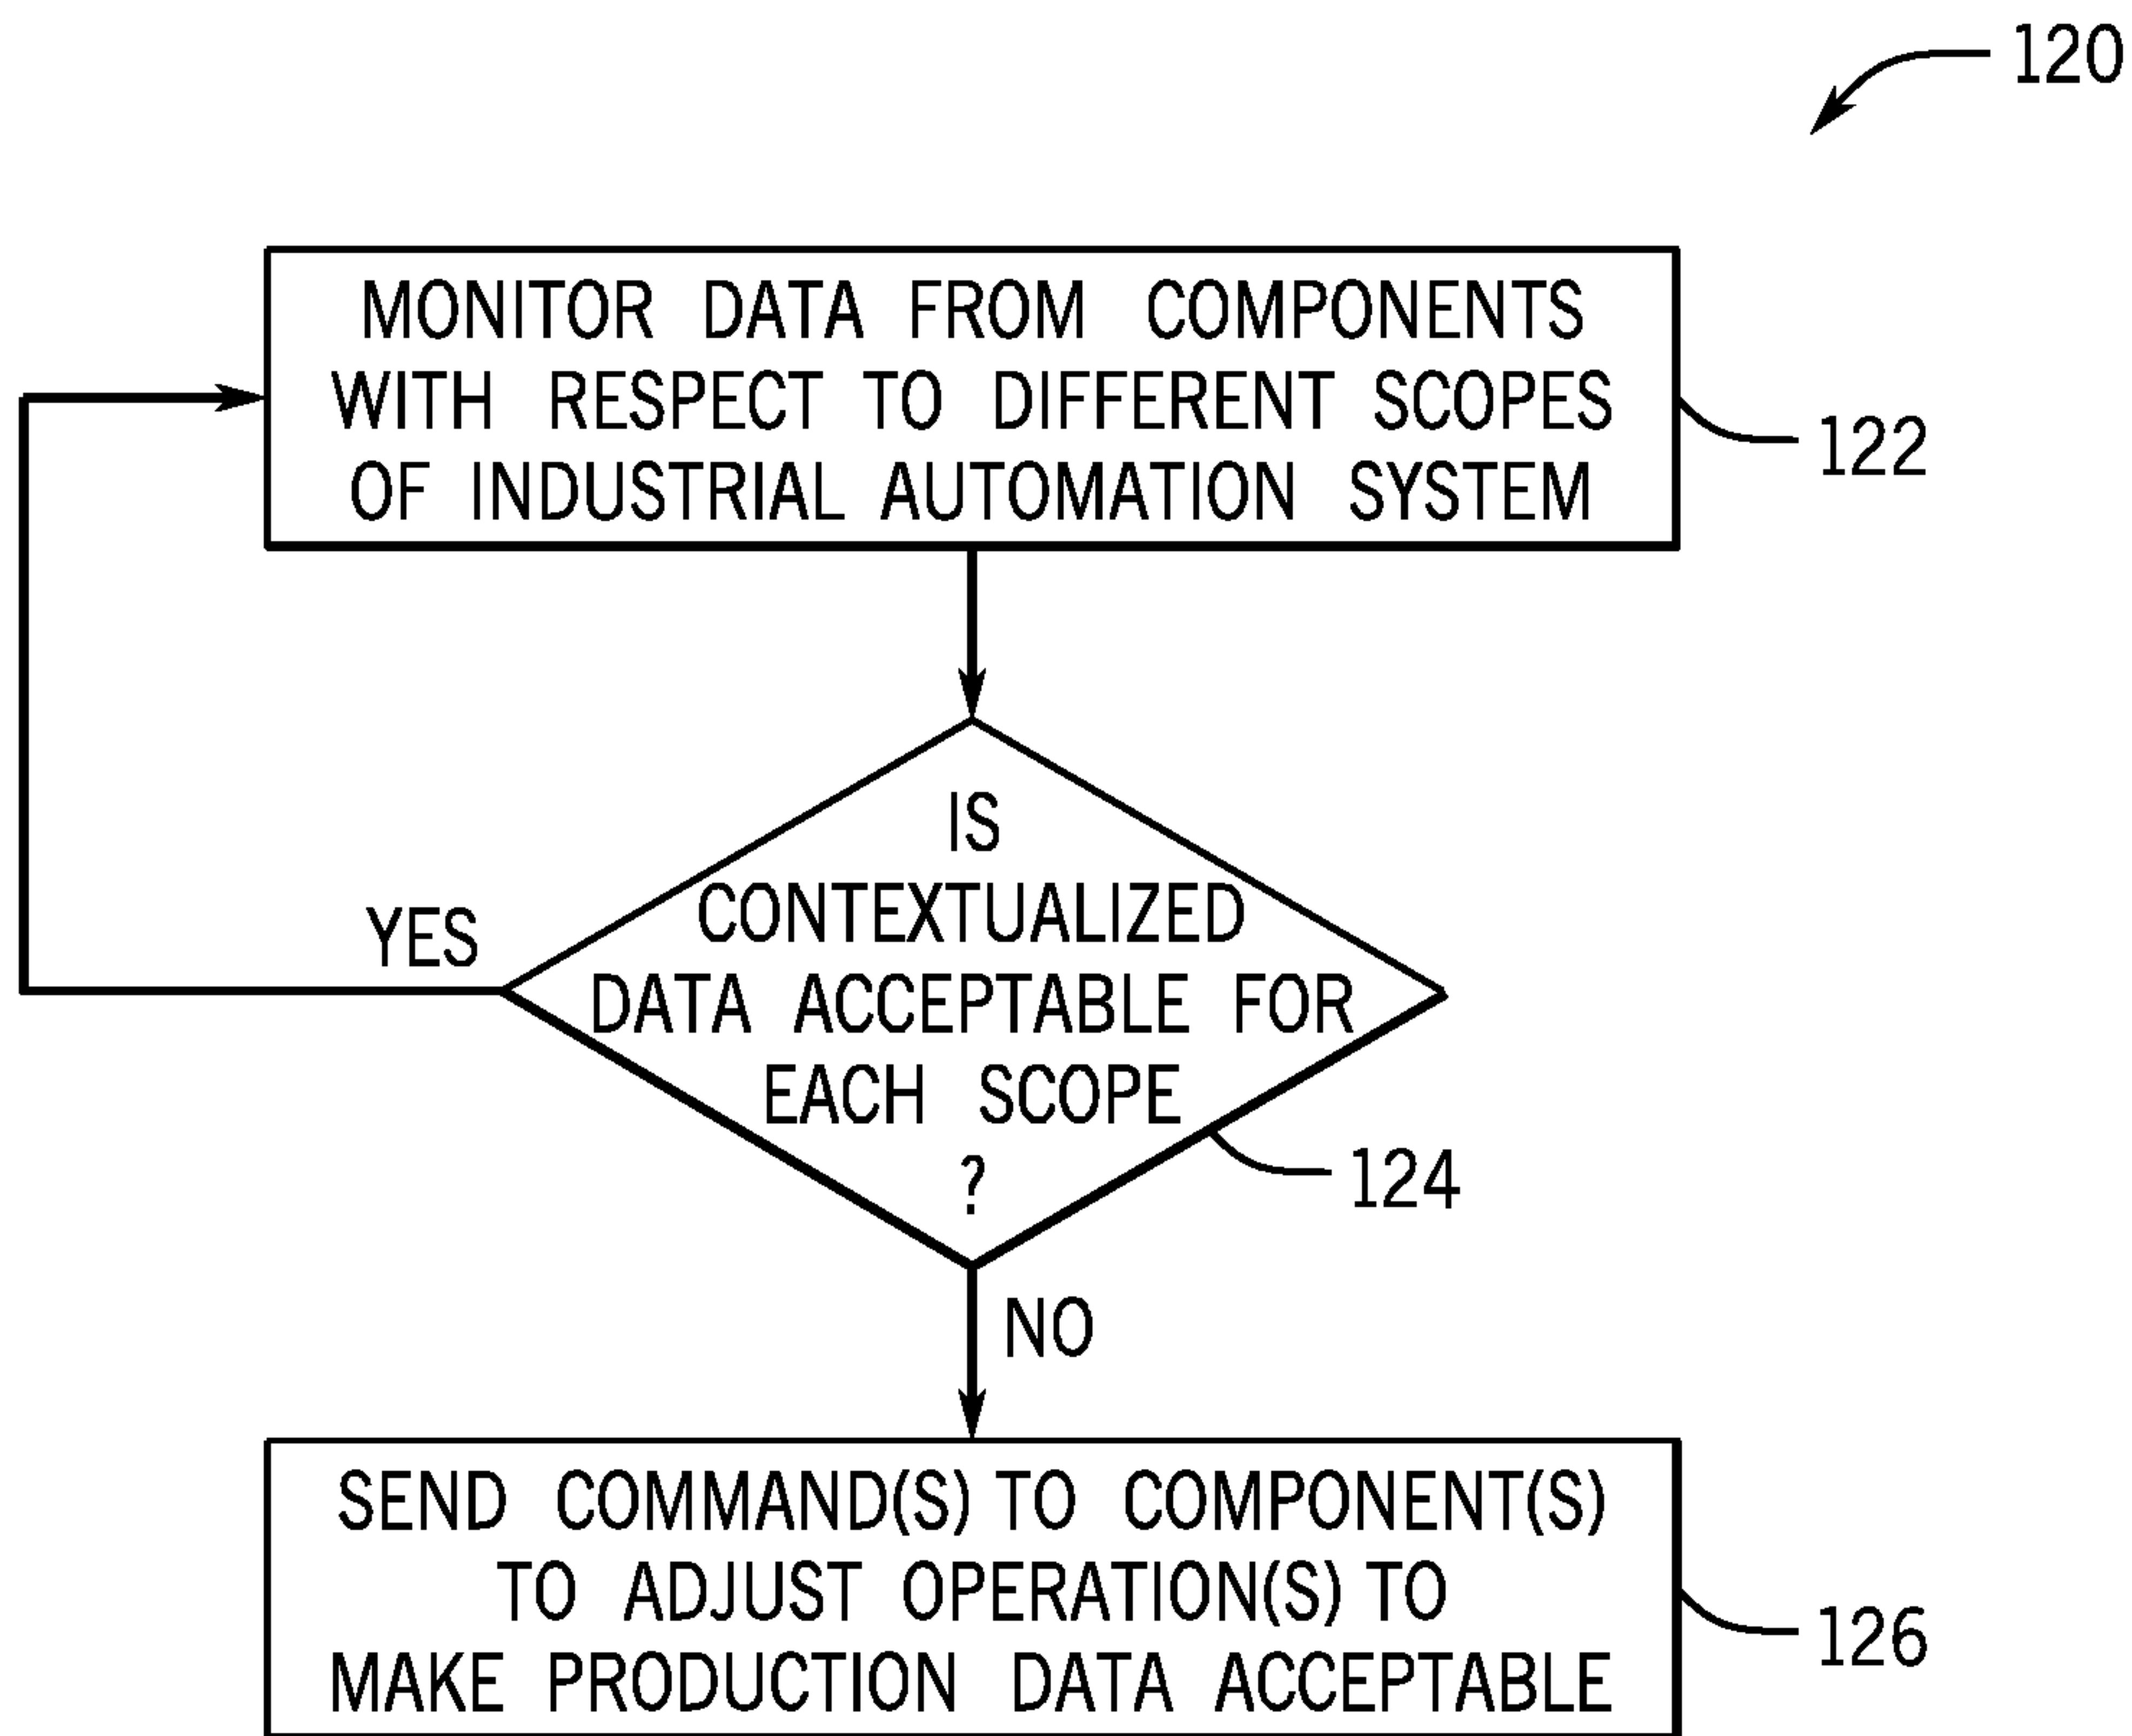 120
MONITOR DATA FROM COMPONENTS
WITH RESPECT TO DIFFERENT SCOPES
OF INDUSTRIAL AUTOMATION SYSTEM
122
IS
CONTEXTUALIZED
DATA ACCEPTABLE FOR
EACH SCOPE
?
YES
124
NO
SEND COMMAND(S) TO COMPONENT(S)
TO ADJUST OPERATION(S) TO
MAKE PRODUCTION DATA ACCEPTABLE
126